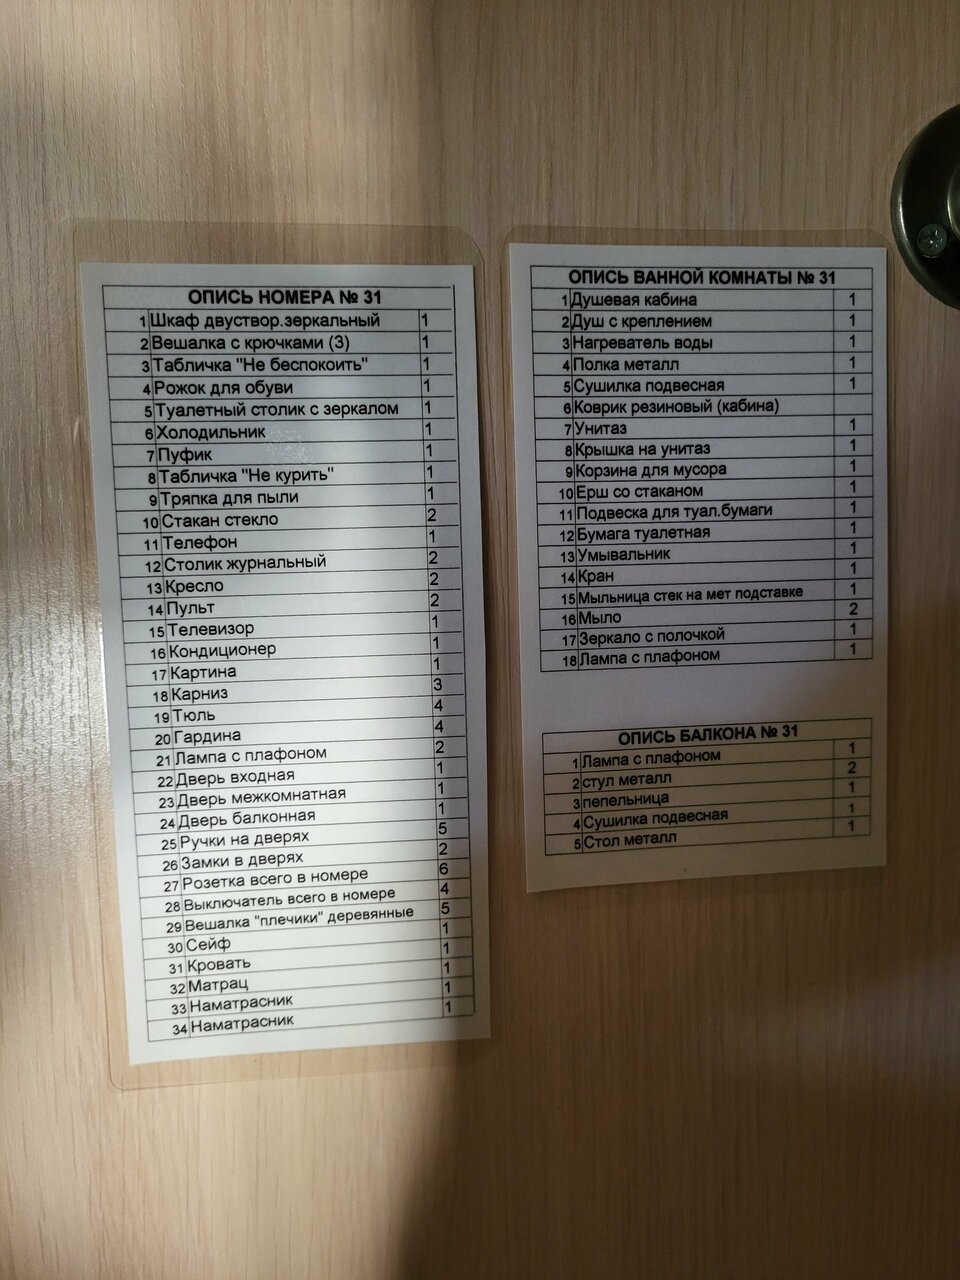 ОПИСЬ НОМЕРА № 31
1 Шкаф двуствор.зеркальный 1
2 Вешалка с крючками (3) 1
3 Табличка "Не беспокоить" 1
4 Рожок для обуви 1
5 Туалетный столик с зеркалом 1
6 Холодильник 1
7 Пуфик 1
8 Табличка "Не курить" 1
9 Тряпка для пыли 1
10 Стакан стекло 2
11 Телефон 1
12 Столик журнальный 2
13 Кресло 2
14 Пульт 2
15 Телевизор 1
16 Кондиционер 1
17 Картина 1
18 Карниз 3
19 Тюль 4
20 Гардина 4
21 Лампа с плафоном 2
22 Дверь входная 1
23 Дверь межкомнатная 1
24 Дверь балконная 1
25 Ручки на дверях 5
26 Замки в дверях 2
27 Розетка всего в номере 6
28 Выключатель всего в номере 4
29 Вешалка "плечики" деревянные 5
30 Сейф 1
31 Кровать 1
32 Матрац 1
33 Наматрасник 1
34 Наматрасник 1
ОПИСЬ ВАННОЙ КОМНАТЫ № 31
1 Душевая кабина 1
2 Душ с креплением 1
3 Нагреватель воды 1
4 Полка металл 1
5 Сушилка подвесная 1
6 Коврик резиновый (кабина)
7 Унитаз 1
8 Крышка на унитаз 1
9 Корзина для мусора 1
10 Ерш со стаканом 1
11 Подвеска для туал.бумаги 1
12 Бумага туалетная 1
13 Умывальник 1
14 Кран 1
15 Мыльница стек на мет подставке 1
16 Мыло 2
17 Зеркало с полочкой 1
18 Лампа с плафоном 1
ОПИСЬ БАЛКОНА № 31
1 Лампа с плафоном 1
2 стул металл 2
3 пепельница 1
4 Сушилка подвесная 1
5 Стол металл 1